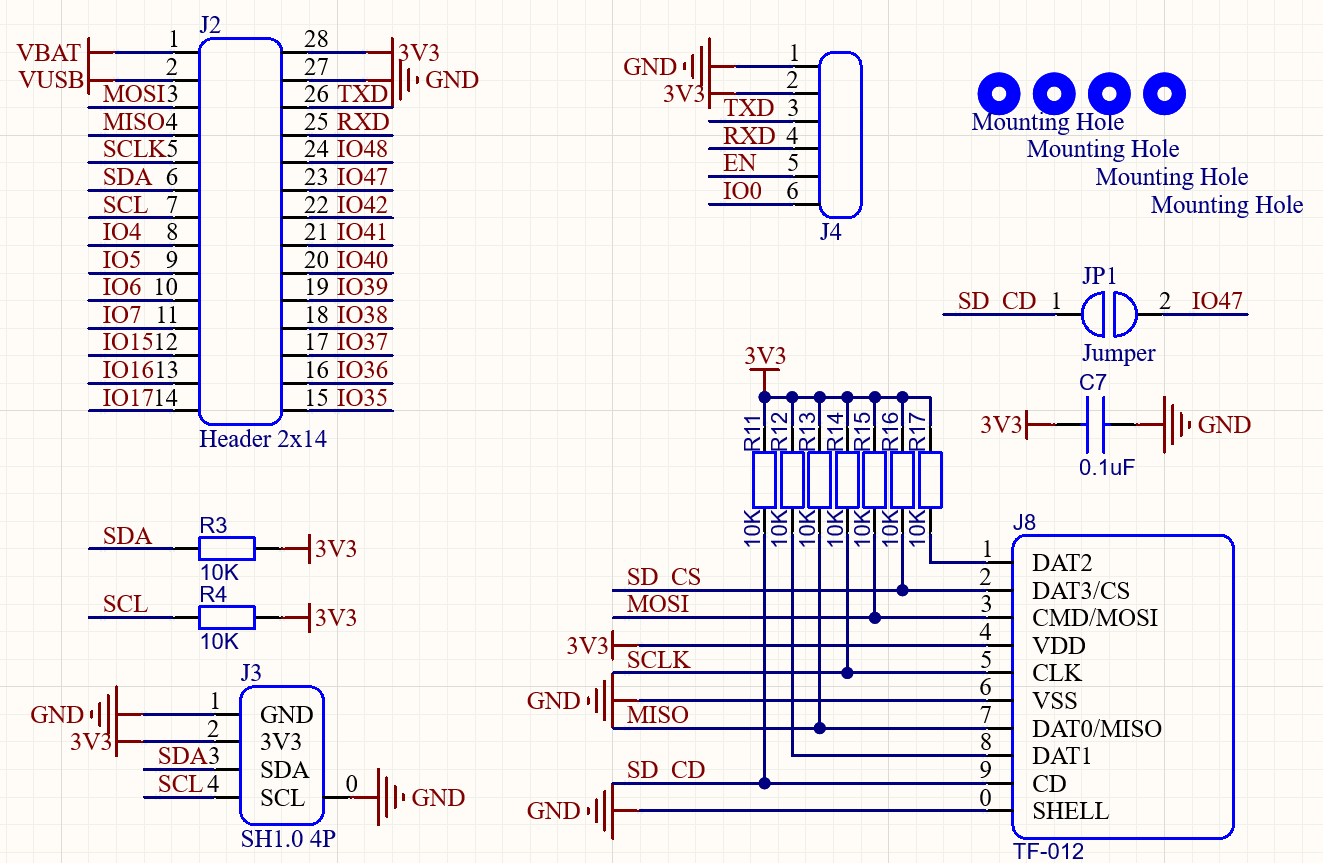 J2
VBAT 1 28 3V3
VUSB 2 27 GND
MOSI 3 26 TXD
MISO 4 25 RXD
SCLK 5 24 IO48
SDA 6 23 IO47
SCL 7 22 IO42
IO4 8 21 IO41
IO5 9 20 IO40
IO6 10 19 IO39
IO7 11 18 IO38
IO15 12 17 IO37
IO16 13 16 IO36
IO17 14 15 IO35
Header 2x14
GND 1
3V3 2
TXD 3
RXD 4
EN 5
IO0 6
J4
Mounting Hole
Mounting Hole
Mounting Hole
Mounting Hole
JP1
SD CD 1 2 IO47
Jumper
C7
3V3 GND
0.1uF
SDA R3 3V3
10K
SCL R4 3V3
10K
J3
GND 1 GND
3V3 2 3V3
SDA 3 SDA
SCL 4 SCL 0 GND
SH1.0 4P
3V3
R11 R12 R13 R14 R15 R16 R17
10K 10K 10K 10K 10K 10K 10K
J8
1 DAT2
SD CS 2 DAT3/CS
MOSI 3 CMD/MOSI
3V3 4 VDD
SCLK 5 CLK
GND 6 VSS
MISO 7 DAT0/MISO
8 DAT1
SD CD 9 CD
GND 0 SHELL
TF-012